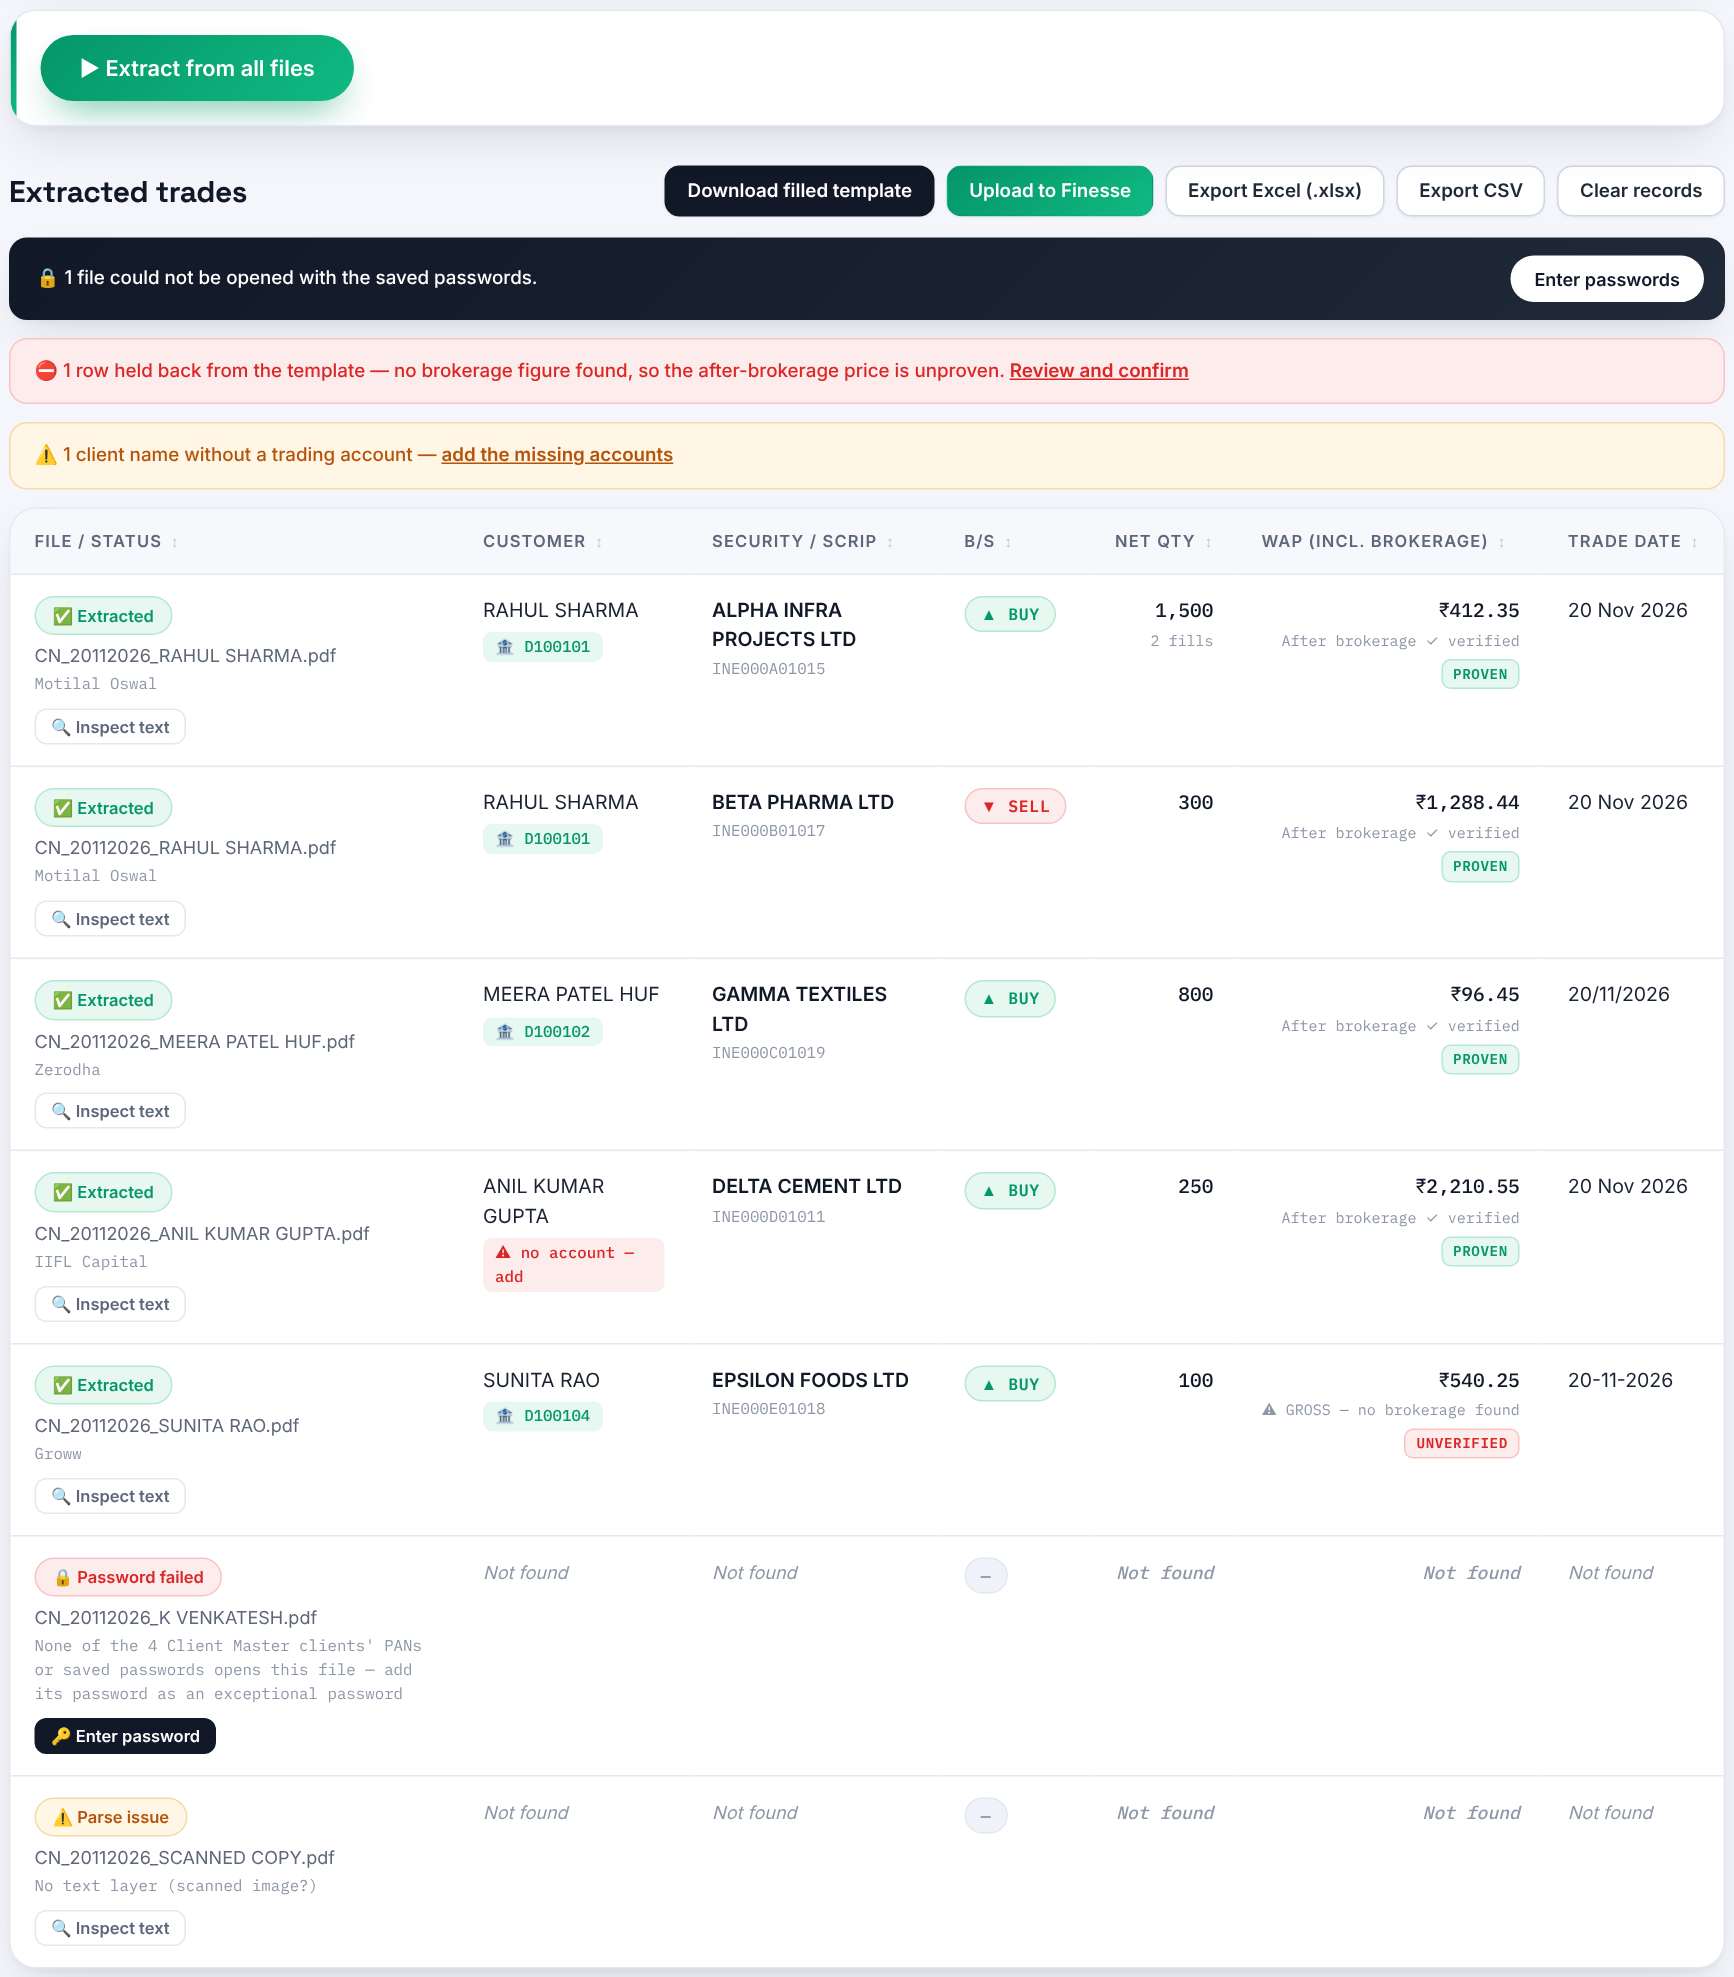 ▶ Extract from all files
Extracted trades
Download filled template
Upload to Finesse
Export Excel (.xlsx)
Export CSV
Clear records
🔒 1 file could not be opened with the saved passwords.
Enter passwords
⛔ 1 row held back from the template — no brokerage figure found, so the after-brokerage price is unproven. Review and confirm
⚠️ 1 client name without a trading account — add the missing accounts
FILE / STATUS ↕ CUSTOMER ↕ SECURITY / SCRIP ↕ B/S ↕ NET QTY ↕ WAP (INCL. BROKERAGE) ↕ TRADE DATE ↕
✅ Extracted
CN_20112026_RAHUL SHARMA.pdf
Motilal Oswal
🔍 Inspect text
RAHUL SHARMA
🏦 D100101
ALPHA INFRA
PROJECTS LTD
INE000A01015
▲ BUY
1,500
2 fills
₹412.35
After brokerage ✓ verified
PROVEN
20 Nov 2026
✅ Extracted
CN_20112026_RAHUL SHARMA.pdf
Motilal Oswal
🔍 Inspect text
RAHUL SHARMA
🏦 D100101
BETA PHARMA LTD
INE000B01017
▼ SELL
300
₹1,288.44
After brokerage ✓ verified
PROVEN
20 Nov 2026
✅ Extracted
CN_20112026_MEERA PATEL HUF.pdf
Zerodha
🔍 Inspect text
MEERA PATEL HUF
🏦 D100102
GAMMA TEXTILES
LTD
INE000C01019
▲ BUY
800
₹96.45
After brokerage ✓ verified
PROVEN
20/11/2026
✅ Extracted
CN_20112026_ANIL KUMAR GUPTA.pdf
IIFL Capital
🔍 Inspect text
ANIL KUMAR
GUPTA
⚠ no account —
add
DELTA CEMENT LTD
INE000D01011
▲ BUY
250
₹2,210.55
After brokerage ✓ verified
PROVEN
20 Nov 2026
✅ Extracted
CN_20112026_SUNITA RAO.pdf
Groww
🔍 Inspect text
SUNITA RAO
🏦 D100104
EPSILON FOODS LTD
INE000E01018
▲ BUY
100
₹540.25
⚠ GROSS — no brokerage found
UNVERIFIED
20-11-2026
🔒 Password failed
CN_20112026_K VENKATESH.pdf
None of the 4 Client Master clients' PANs
or saved passwords opens this file — add
its password as an exceptional password
🔑 Enter password
Not found
Not found
—
Not found
Not found
Not found
⚠️ Parse issue
CN_20112026_SCANNED COPY.pdf
No text layer (scanned image?)
🔍 Inspect text
Not found
Not found
—
Not found
Not found
Not found